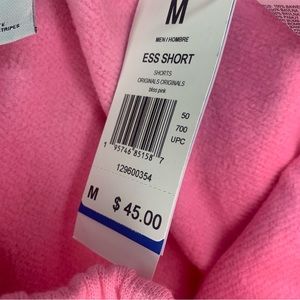 STRIPES
M
MEN / HOMBRE
ESS SHORT
SHORTS
ORIGINALS ORIGINALS
bliss pink
50
700
UPC
1 95746 85158 7
129600354
M $ 45.00